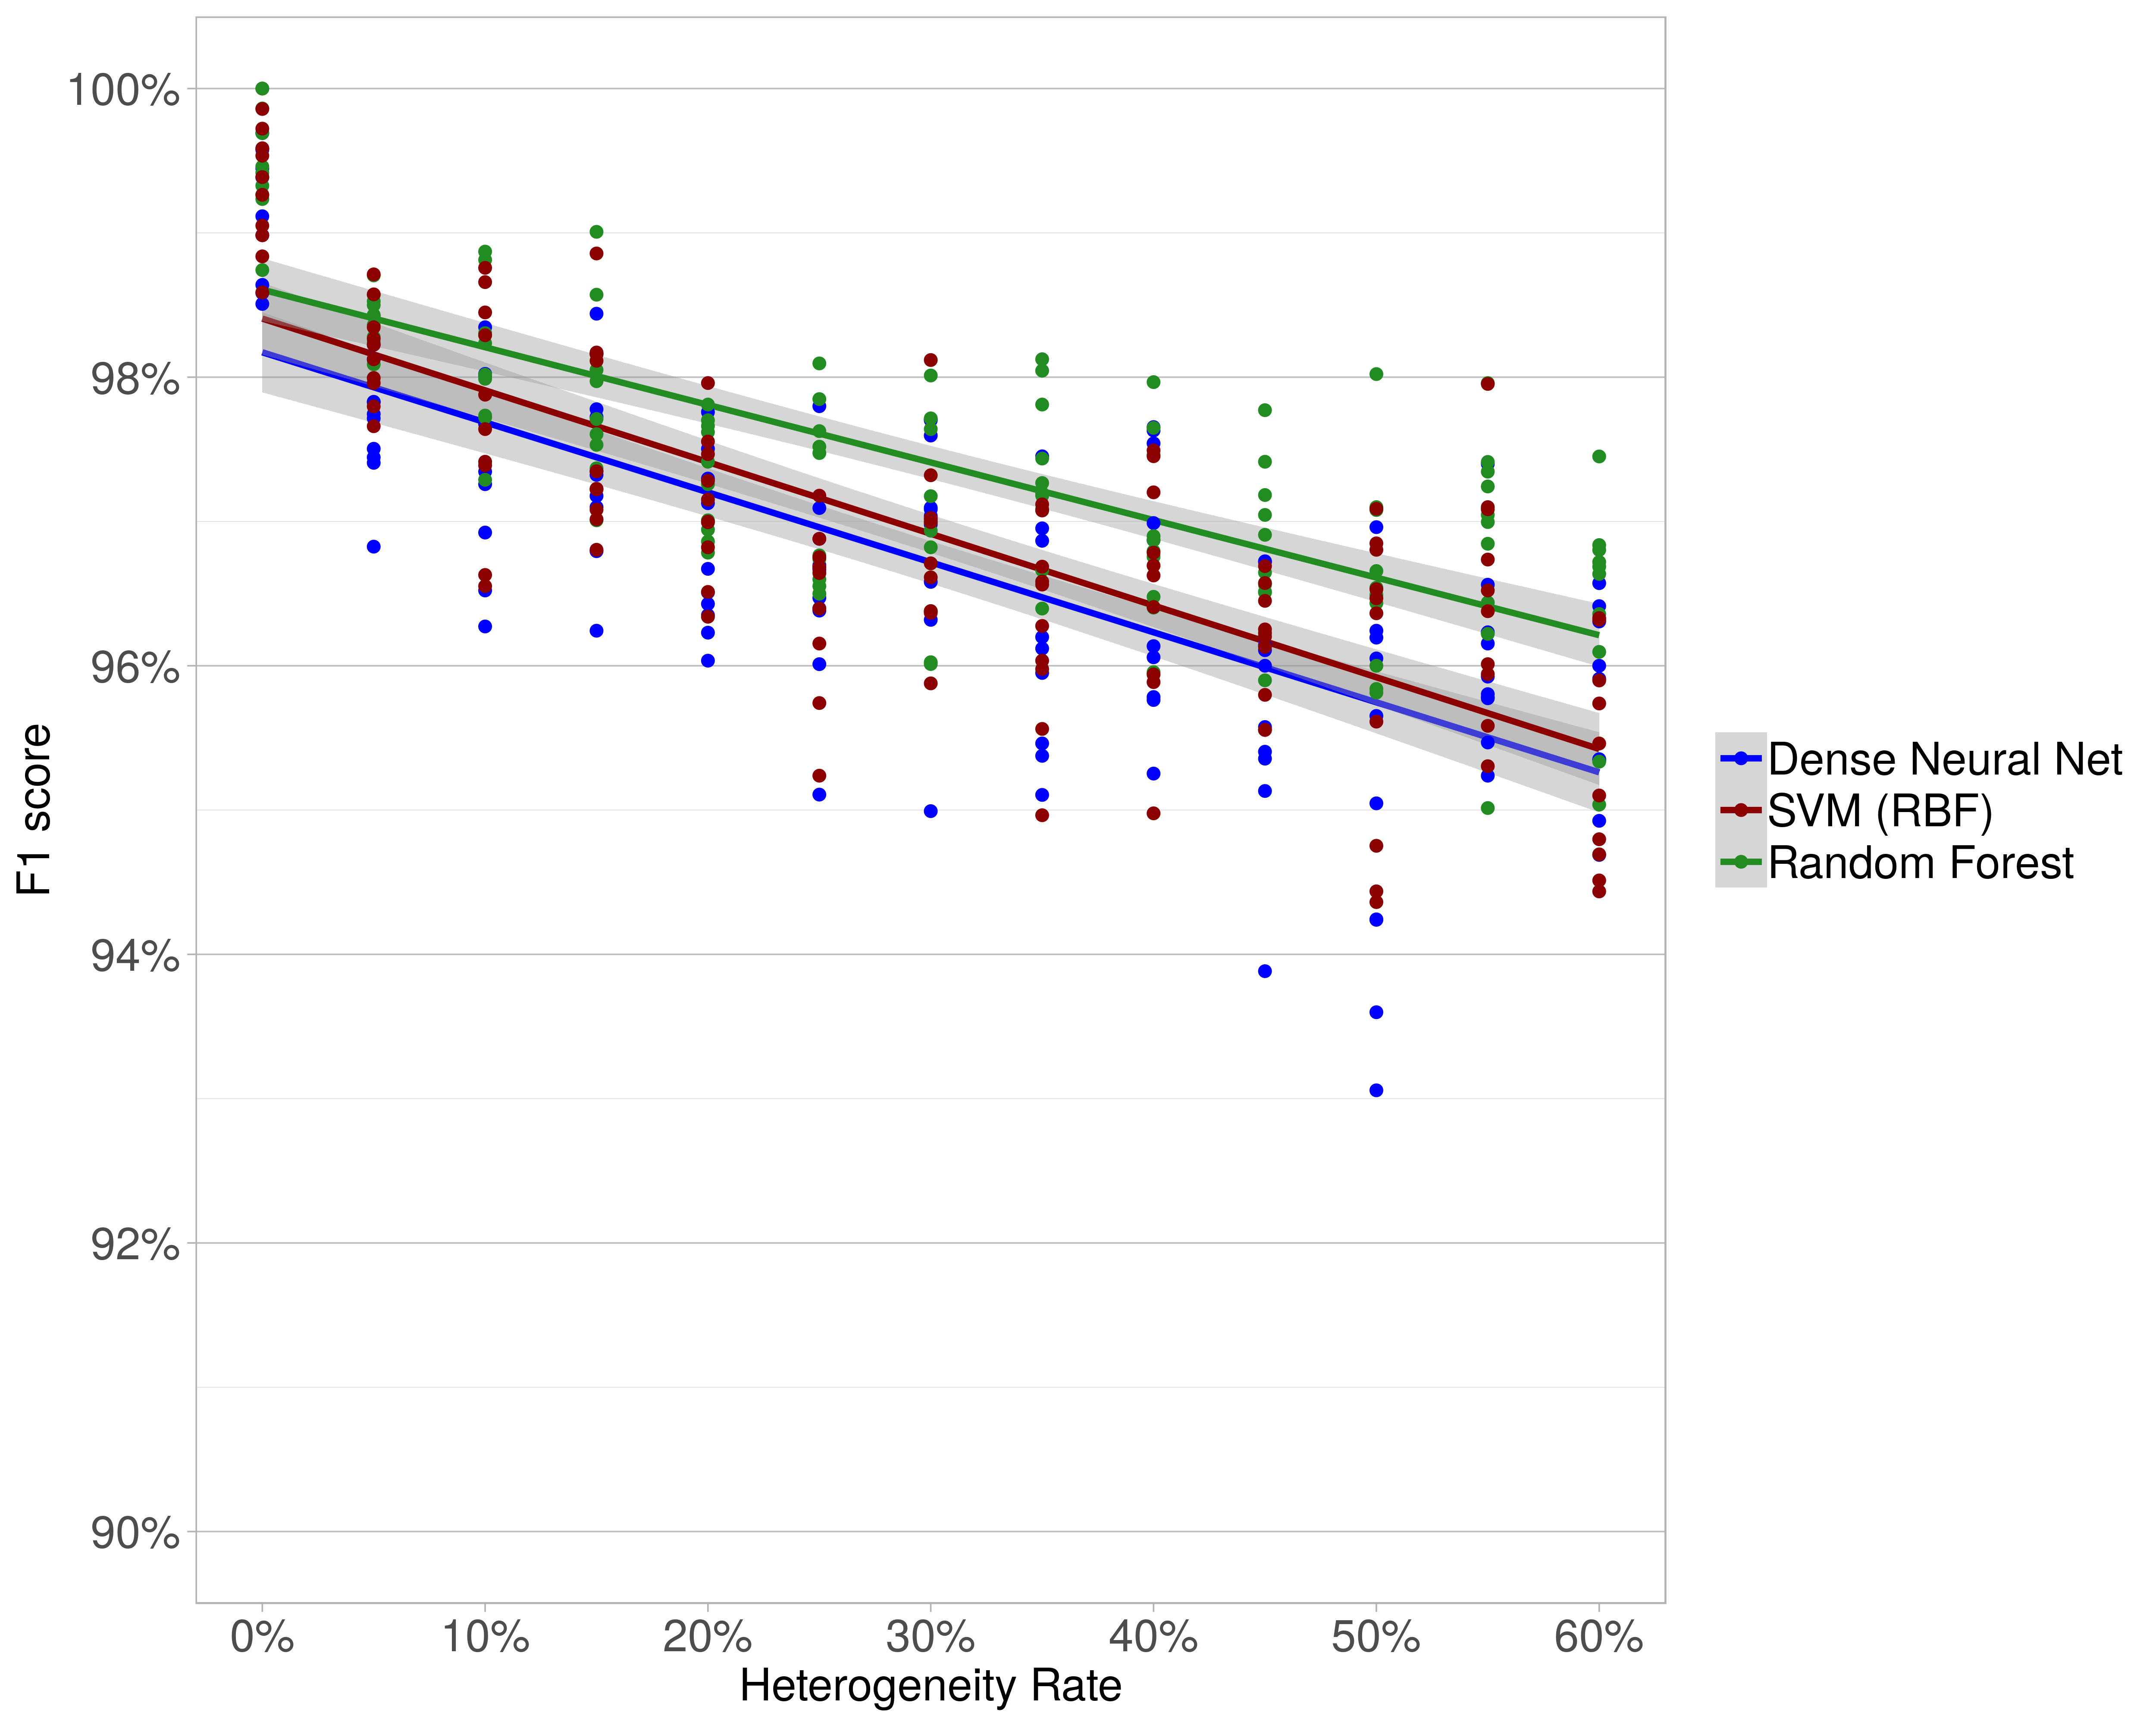 100%
98%
96%
94%
92%
90%
F1 score
0%
10%
20%
30%
40%
50%
60%
Heterogeneity Rate
Dense Neural Net
SVM (RBF)
Random Forest